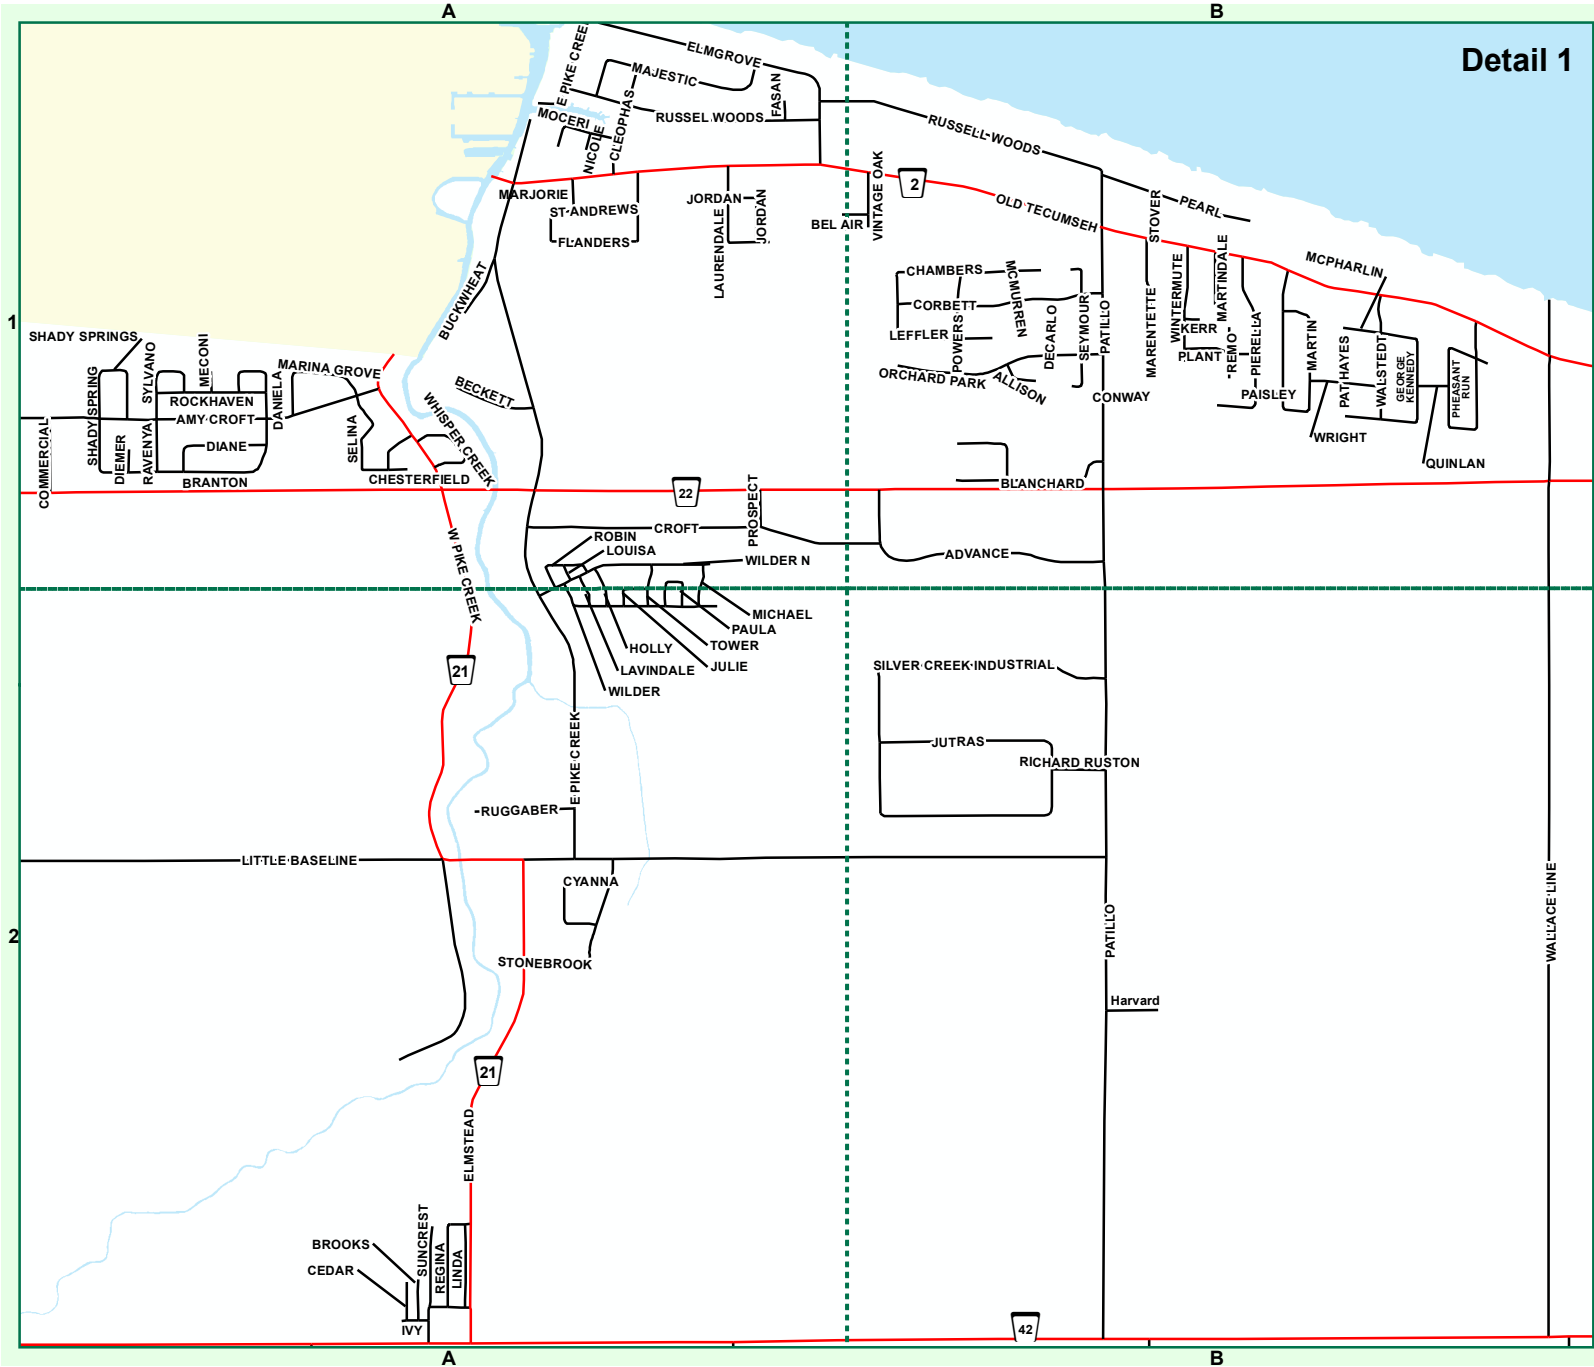 A
B
Detail 1
E PIKE CREEK
ELMGROVE
MAJESTIC
FASAN
MOCERI
NICOLE
CLEOPHAS
RUSSEL WOODS
RUSSELL WOODS
MARJORIE
ST ANDREWS
FLANDERS
JORDAN
JORDAN
LAURENDALE
BEL AIR
VINTAGE OAK
2
OLD TECUMSEH
STOVER
PEARL
MCPHARLIN
BUCKWHEAT
CHAMBERS
CORBETT
LEFFLER
POWERS
MCMURREN
DECARLO
SEYMOUR
PATILLO
MARENTETTE
WINTERMUTE
MARTINDALE
KERR
PLANT
REMO
PIERELLA
MARTIN
PAT HAYES
WALSTEDT
GEORGE
KENNEDY
PHEASANT
RUN
1
SHADY SPRINGS
SHADY SPRING
SYLVANO
MECONI
MARINA GROVE
DANIELA
ROCKHAVEN
AMY CROFT
DIANE
BRANTON
COMMERCIAL
DIEMER
RAVENYA
SELINA
CHESTERFIELD
WHISPER CREEK
BECKETT
ORCHARD PARK
ALLISON
CONWAY
PAISLEY
WRIGHT
QUINLAN
22
BLANCHARD
PROSPECT
CROFT
ADVANCE
W PIKE CREEK
ROBIN
LOUISA
WILDER N
MICHAEL
PAULA
TOWER
JULIE
HOLLY
LAVINDALE
WILDER
21
SILVER CREEK INDUSTRIAL
JUTRAS
RICHARD RUSTON
E PIKE CREEK
RUGGABER
LITTLE BASELINE
CYANNA
STONEBROOK
2
PATILLO
WALLACE LINE
Harvard
21
ELMSTEAD
BROOKS
CEDAR
SUNCREST
REGINA
LINDA
IVY
42
A
B